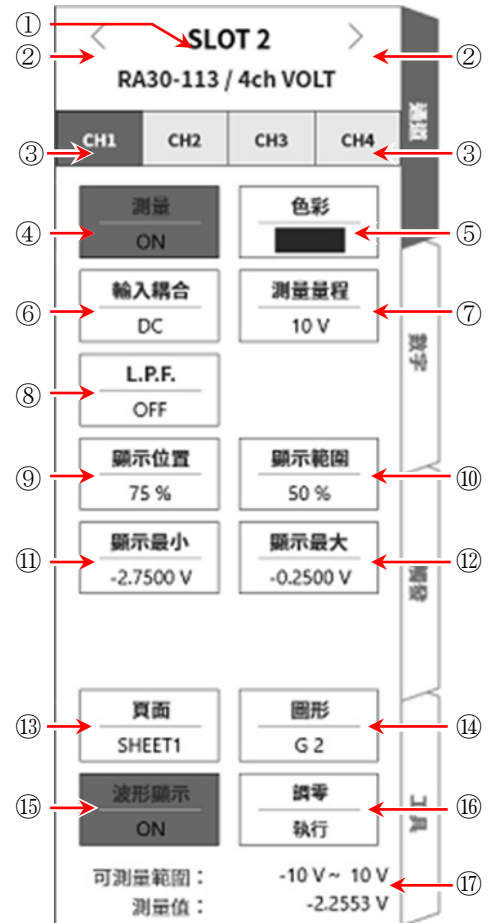 ①
② < SLOT 2 > ②
RA30-113 / 4ch VOLT
通道
③ CH1 CH2 CH3 CH4 ③
④ 測量 色彩 ⑤
ON
⑥ 輸入耦合 測量量程 ⑦
DC 10 V
數字
⑧ L.P.F.
OFF
⑨ 顯示位置 顯示範圍 ⑩
75 % 50 %
⑪ 顯示最小 顯示最大 ⑫
-2.7500 V -0.2500 V
觸發
⑬ 頁面 圖形 ⑭
SHEET1 G 2
⑮ 波形顯示 調零 ⑯
ON 執行
工具
可測量範圍： -10 V ~ 10 V ⑰
測量值： -2.2553 V